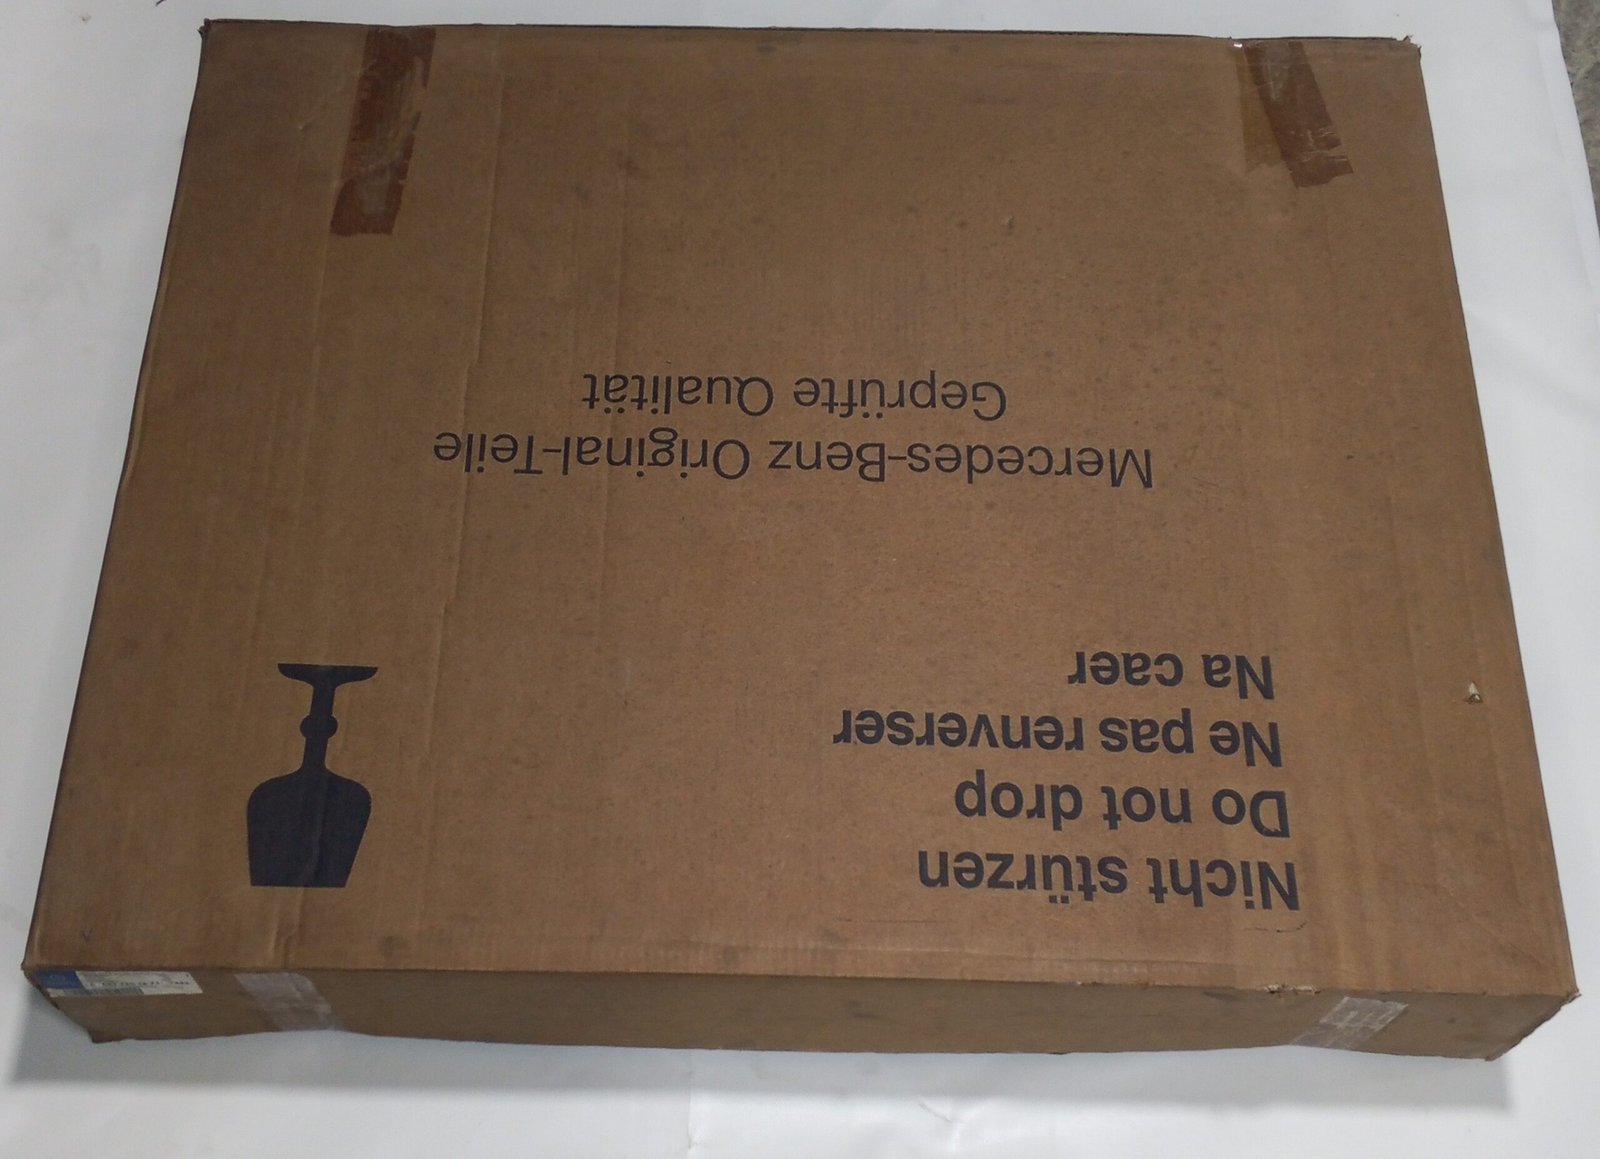 Nicht stürzen
Do not drop
Ne pas renverser
Na caer
Mercedes-Benz Original-Teile
Geprüfte Qualität